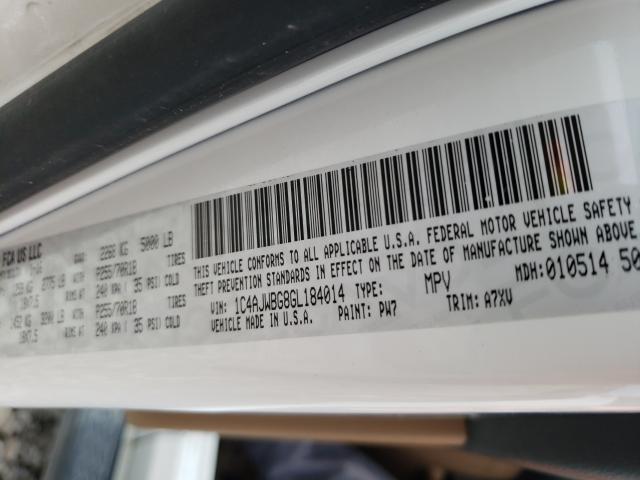 FCA US LLC
2268 KG 5000 LB
P255/70R18 TIRES
240 KPA ( 35 PSI) COLD
P255/70R18 TIRES
240 KPA ( 35 PSI) COLD
THIS VEHICLE CONFORMS TO ALL APPLICABLE U.S.A. FEDERAL MOTOR VEHICLE SAFETY
THEFT PREVENTION STANDARDS IN EFFECT ON THE DATE OF MANUFACTURE SHOWN ABOVE
VIN: 1C4AJWBG8GL184014 TYPE: MPV MDH:010514 50
VEHICLE MADE IN U.S.A. PAINT: PW7 TRIM: A7XV